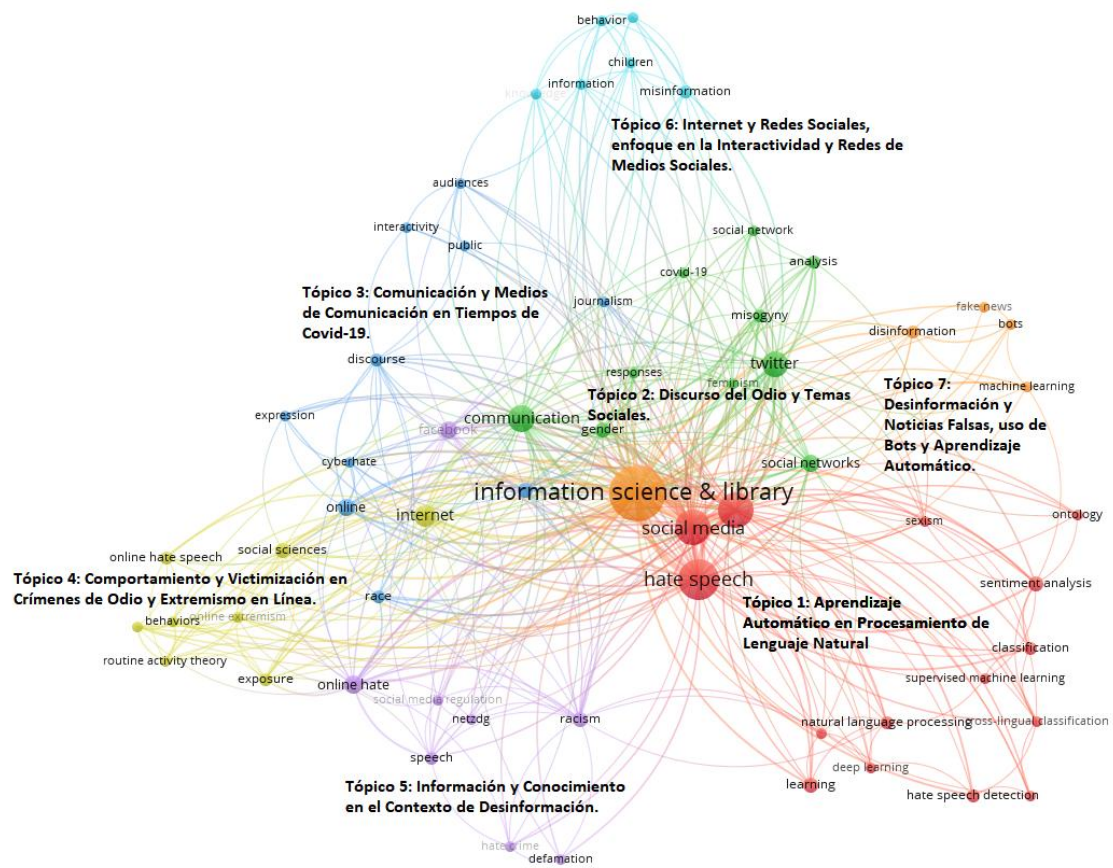 behavior
children
information
misinformation
knowledge
Tópico 6: Internet y Redes Sociales,
enfoque en la Interactividad y Redes de
Medios Sociales.
audiences
interactivity
public
social network
analysis
covid-19
Tópico 3: Comunicación y Medios
de Comunicación en Tiempos de
Covid-19.
journalism
misogyny
fake news
bots
disinformation
discourse
twitter
responses
feminism
machine learning
Tópico 2: Discurso del Odio y Temas
Sociales.
Tópico 7:
Desinformación y
Noticias Falsas, uso de
Bots y Aprendizaje
Automático.
expression
communication
facebook
gender
cyberhate
social networks
information science & library
online
internet
social media
sexism
ontology
online hate speech
social sciences
hate speech
sentiment analysis
Tópico 4: Comportamiento y Victimización en
Crímenes de Odio y Extremismo en Línea.
race
Tópico 1: Aprendizaje
Automático en Procesamiento de
Lenguaje Natural
behaviors
online extremism
classification
routine activity theory
exposure
online hate
supervised machine learning
social media regulation
netzdg
racism
natural language processing
cross-lingual classification
speech
deep learning
learning
hate speech detection
Tópico 5: Información y Conocimiento
en el Contexto de Desinformación.
hate crime
defamation